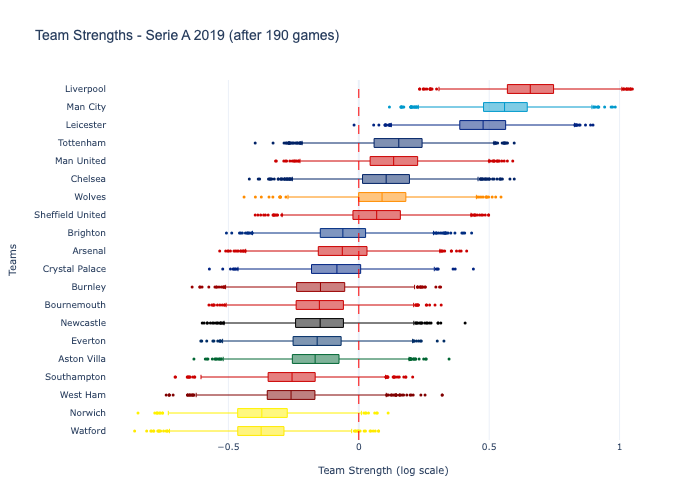 Team Strengths - Serie A 2019 (after 190 games)
Liverpool
Man City
Leicester
Tottenham
Man United
Chelsea
Wolves
Sheffield United
Brighton
Arsenal
Crystal Palace
Burnley
Bournemouth
Newcastle
Everton
Aston Villa
Southampton
West Ham
Norwich
Watford
Teams
−0.5 0 0.5 1
Team Strength (log scale)